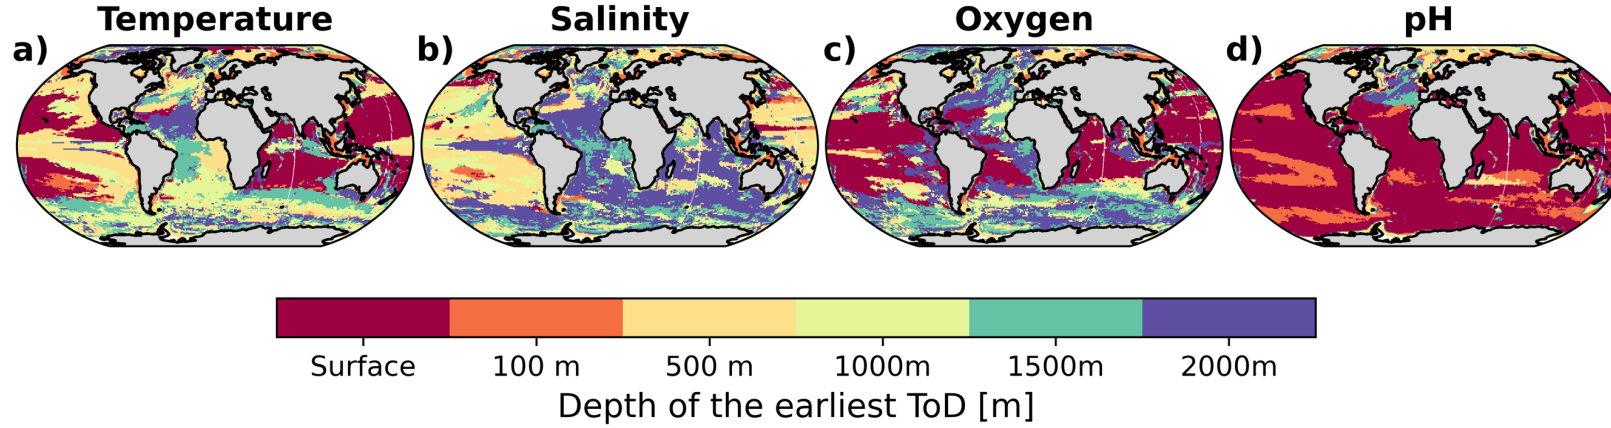 Temperature
Salinity
Oxygen
pH
a)
b)
c)
d)
Surface
100 m
500 m
1000m
1500m
2000m
Depth of the earliest ToD [m]